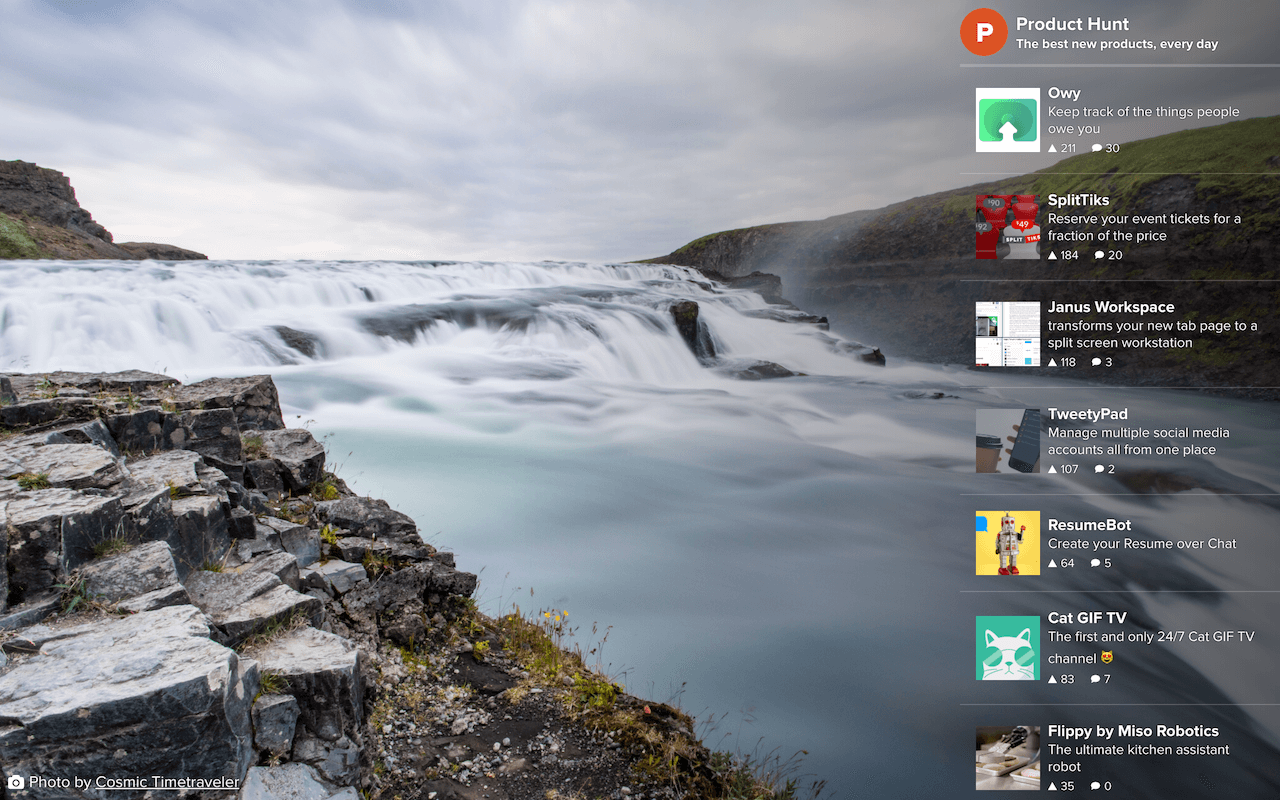 Product Hunt
The best new products, every day
Owy
Keep track of the things people
owe you
211 30
SplitTiks
Reserve your event tickets for a
fraction of the price
184 20
$90
$49
SPLIT TIKS
Janus Workspace
transforms your new tab page to a
split screen workstation
118 3
TweetyPad
Manage multiple social media
accounts all from one place
107 2
ResumeBot
Create your Resume over Chat
64 5
Cat GIF TV
The first and only 24/7 Cat GIF TV
channel 😻
83 7
Flippy by Miso Robotics
The ultimate kitchen assistant
robot
35 0
Photo by Cosmic Timetraveler